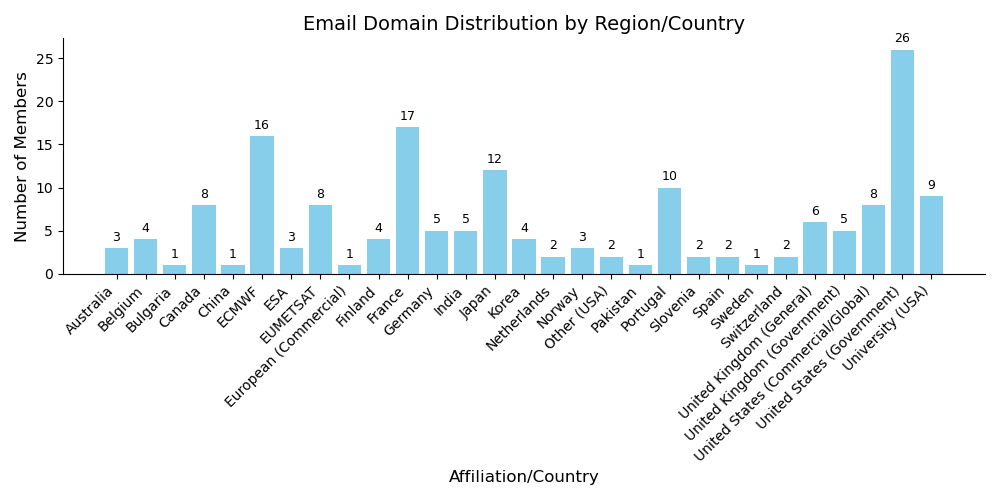 Email Domain Distribution by Region/Country
Number of Members
25
20
15
10
5
0
3
4
1
8
1
16
3
8
1
4
17
5
5
12
4
2
3
2
1
10
2
2
1
2
6
5
8
26
9
Australia
Belgium
Bulgaria
Canada
China
ECMWF
ESA
EUMETSAT
European (Commercial)
Finland
France
Germany
India
Japan
Korea
Netherlands
Norway
Other (USA)
Pakistan
Portugal
Slovenia
Spain
Sweden
Switzerland
United Kingdom (General)
United Kingdom (Government)
United States (Commercial/Global)
United States (Government)
University (USA)
Affiliation/Country